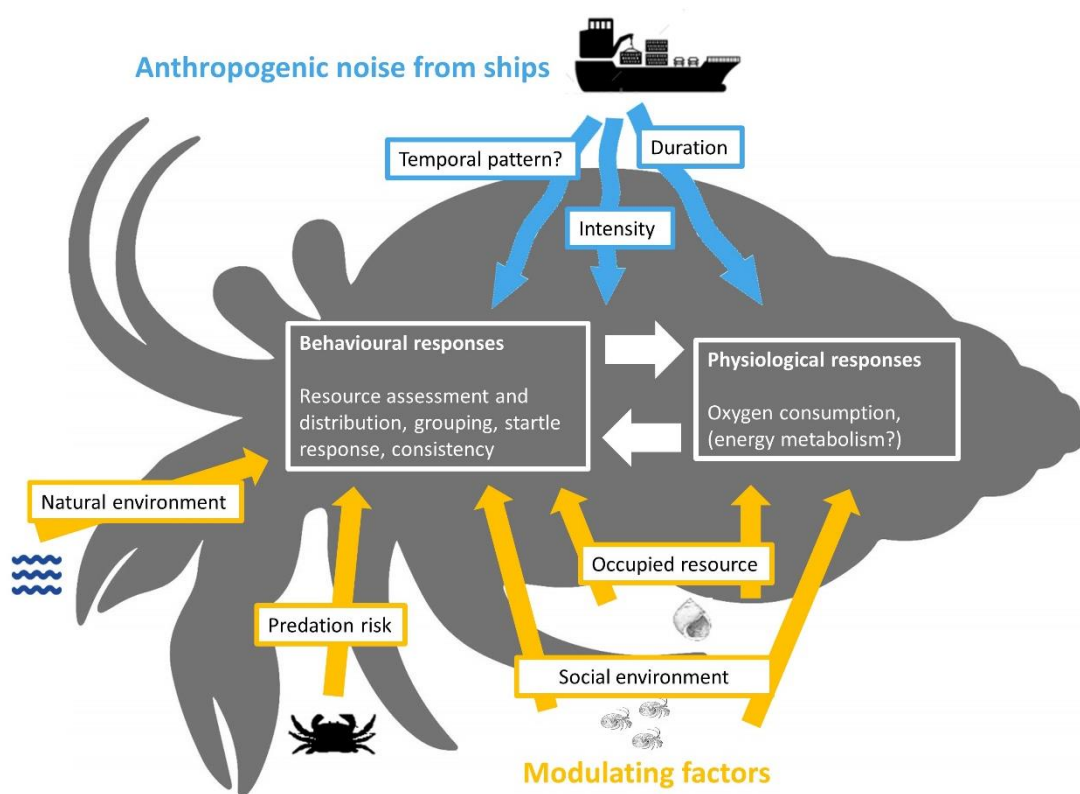 Anthropogenic noise from ships
Temporal pattern?
Duration
Intensity
Behavioural responses
Resource assessment and
distribution, grouping, startle
response, consistency
Physiological responses
Oxygen consumption,
(energy metabolism?)
Natural environment
Occupied resource
Predation risk
Social environment
Modulating factors